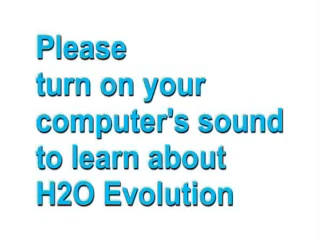 Please
turn on your
computer's sound
to learn about
H2O Evolution